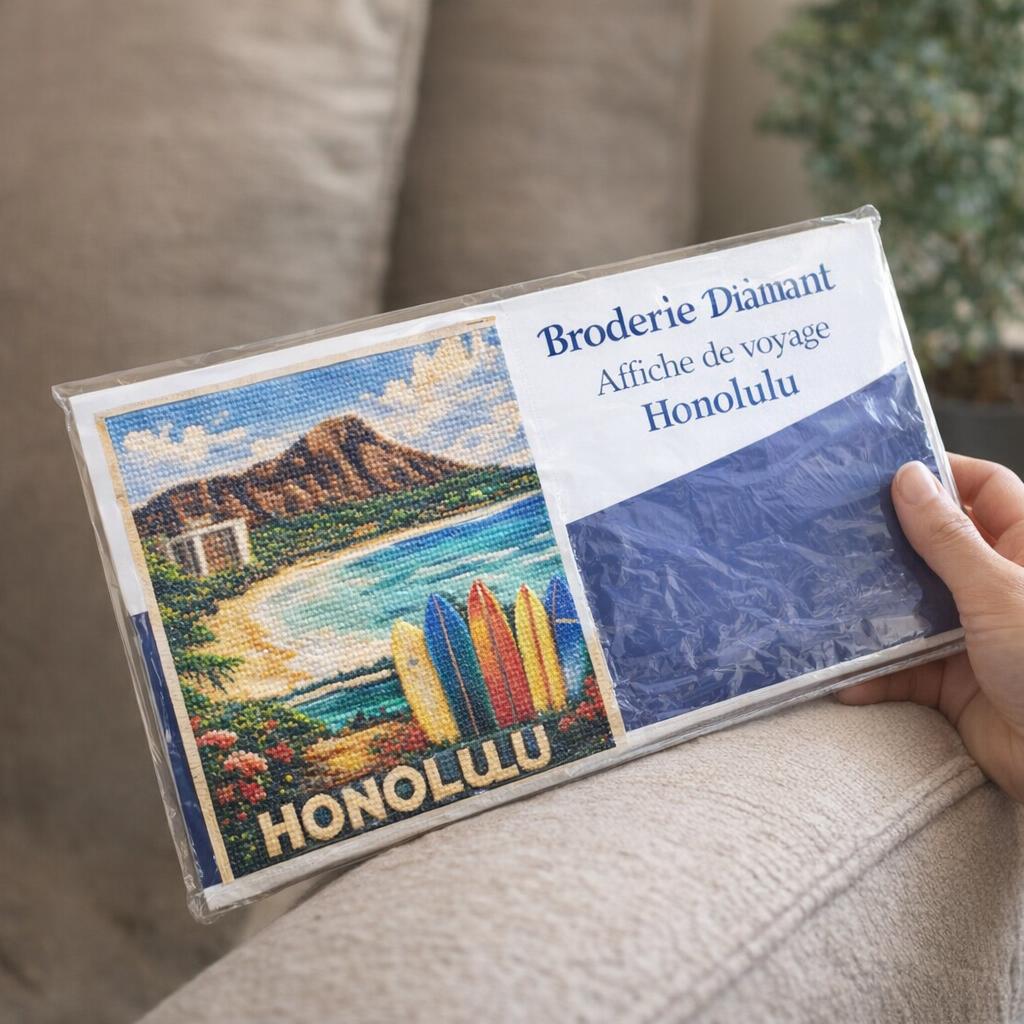 Broderie Diamant
Affiche de voyage
Honolulu
HONOLULU